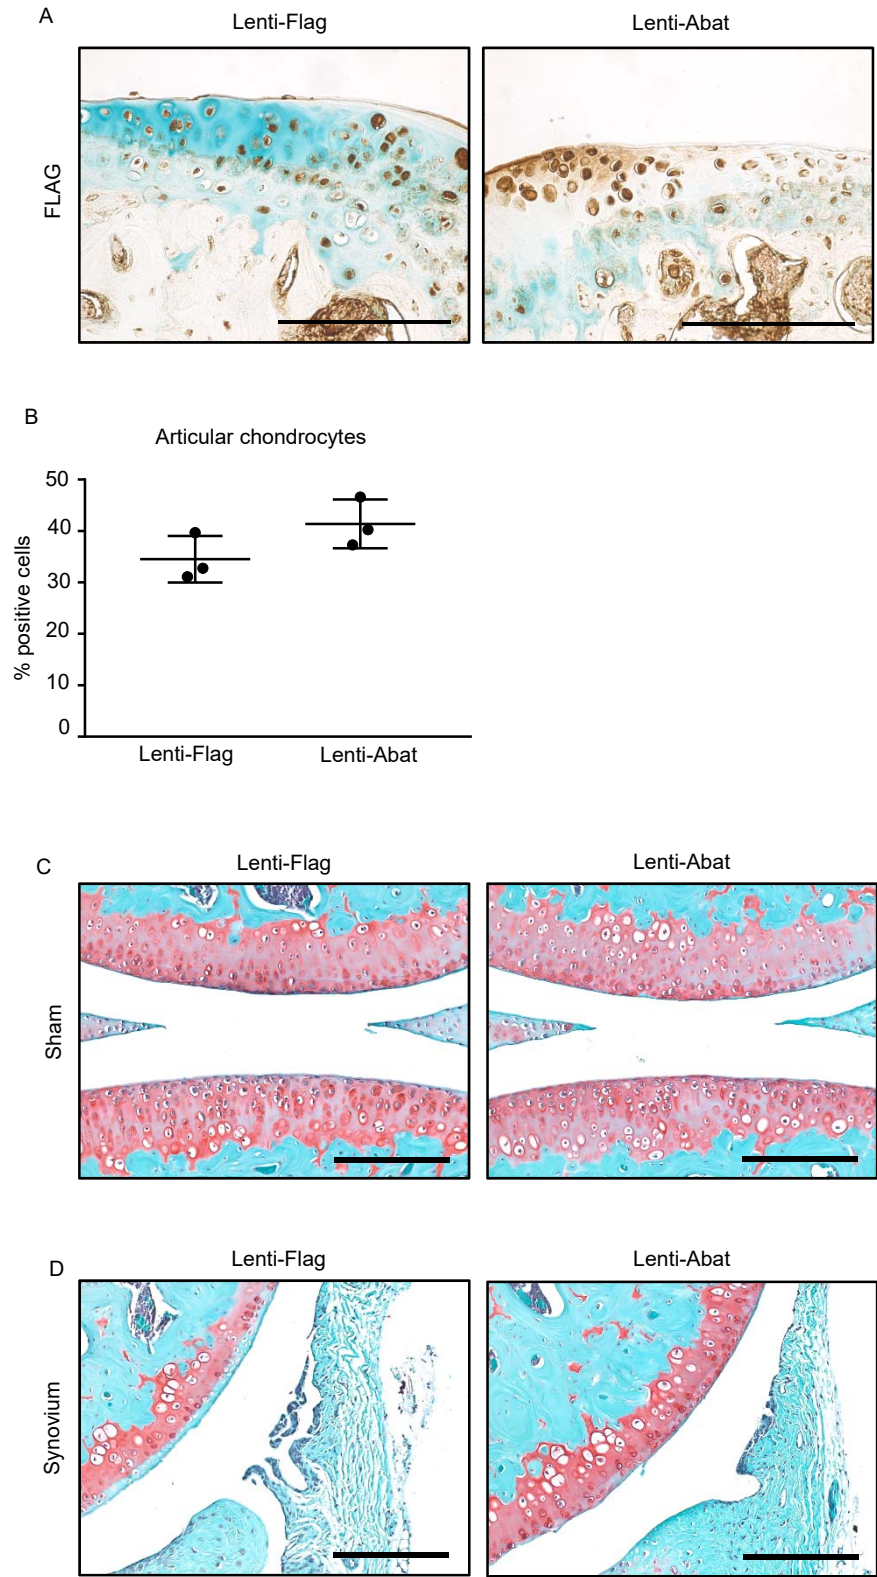 A
Lenti-Flag
Lenti-Abat
FLAG
B
Articular chondrocytes
% positive cells
50
40
30
20
10
0
Lenti-Flag
Lenti-Abat
C
Lenti-Flag
Lenti-Abat
Sham
D
Lenti-Flag
Lenti-Abat
Synovium